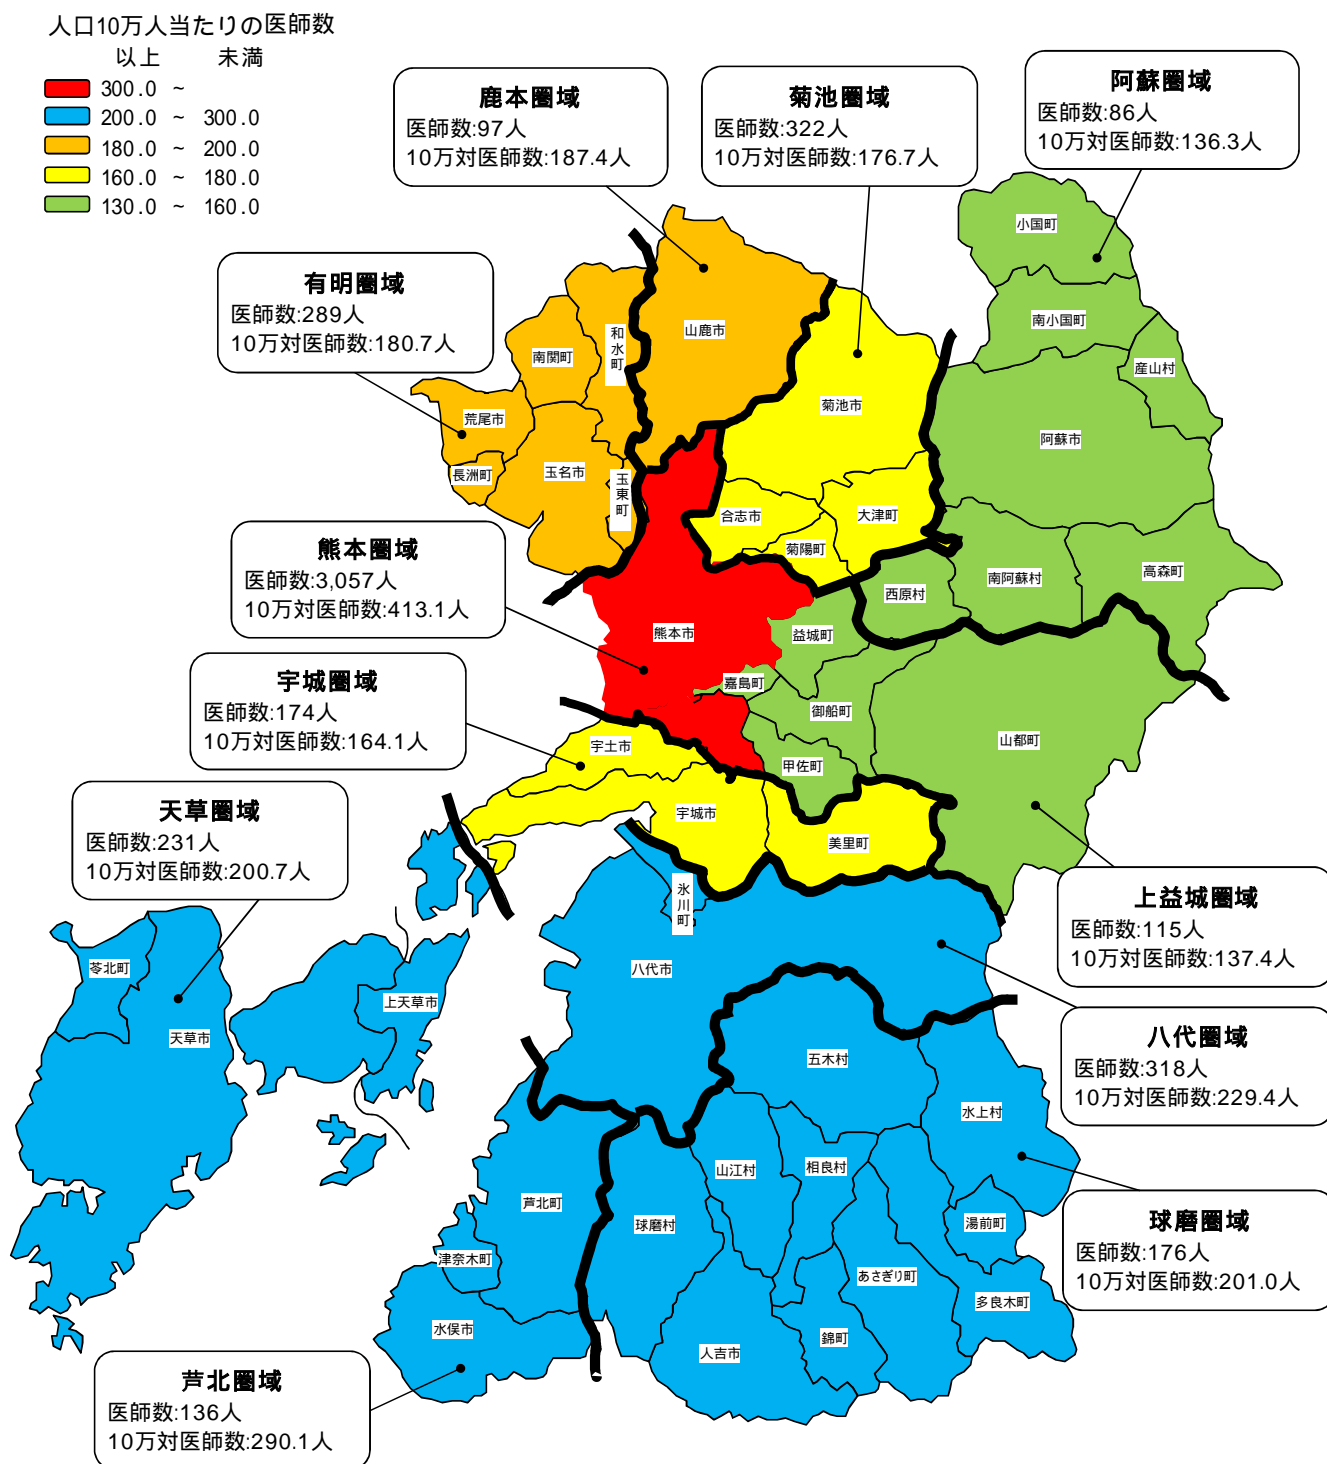 人口10万人当たりの医師数
以上 未満
300.0 ~
200.0 ~ 300.0
180.0 ~ 200.0
160.0 ~ 180.0
130.0 ~ 160.0
鹿本圏域
医師数:97人
10万対医師数:187.4人
菊池圏域
医師数:322人
10万対医師数:176.7人
阿蘇圏域
医師数:86人
10万対医師数:136.3人
有明圏域
医師数:289人
10万対医師数:180.7人
熊本圏域
医師数:3,057人
10万対医師数:413.1人
宇城圏域
医師数:174人
10万対医師数:164.1人
天草圏域
医師数:231人
10万対医師数:200.7人
上益城圏域
医師数:115人
10万対医師数:137.4人
八代圏域
医師数:318人
10万対医師数:229.4人
球磨圏域
医師数:176人
10万対医師数:201.0人
芦北圏域
医師数:136人
10万対医師数:290.1人
小国町
南小国町
産山村
阿蘇市
南阿蘇村
高森町
西原村
山鹿市
和水町
南関町
荒尾市
長洲町
玉名市
玉東町
菊池市
合志市
大津町
菊陽町
熊本市
益城町
嘉島町
御船町
甲佐町
山都町
宇土市
宇城市
美里町
氷川町
八代市
苓北町
天草市
上天草市
五木村
水上村
山江村
相良村
湯前町
あさぎり町
多良木町
球磨村
錦町
人吉市
芦北町
津奈木町
水俣市